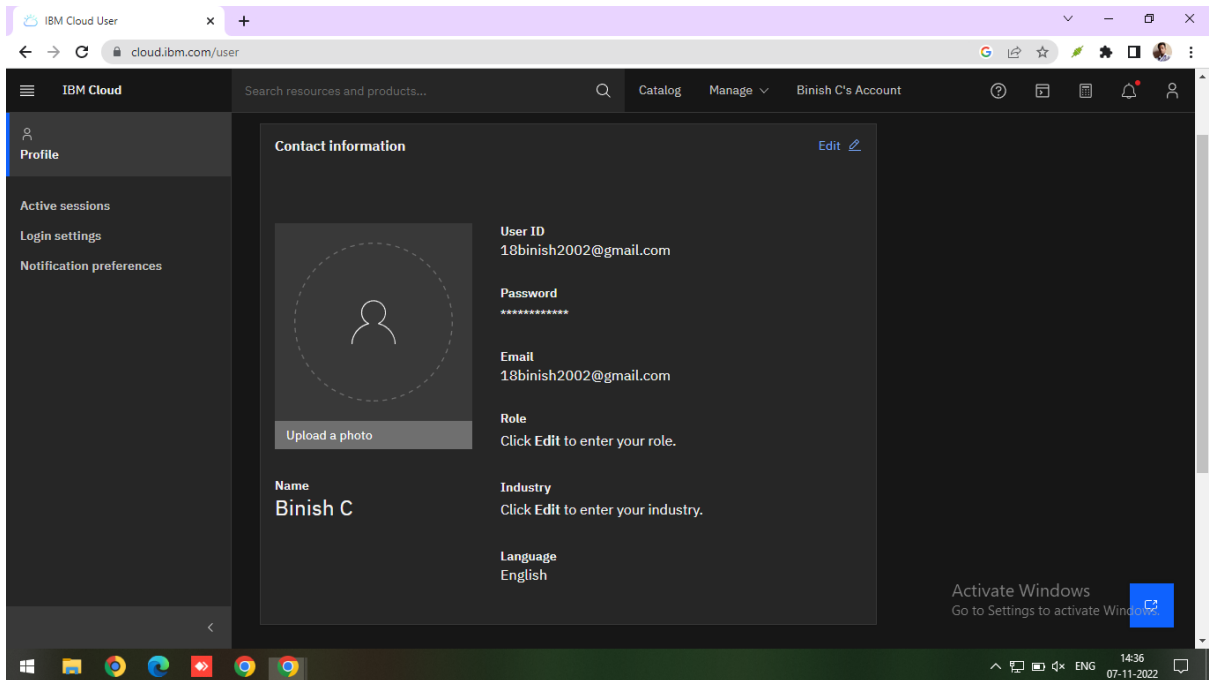 IBM Cloud User
cloud.ibm.com/user
IBM Cloud
Search resources and products...
Catalog
Manage
Binish C's Account
Profile
Active sessions
Login settings
Notification preferences
Contact information
Edit
Upload a photo
Name
Binish C
User ID
18binish2002@gmail.com
Password
************
Email
18binish2002@gmail.com
Role
Click Edit to enter your role.
Industry
Click Edit to enter your industry.
Language
English
Activate Windows
Go to Settings to activate Windows.
ENG
14:36
07-11-2022